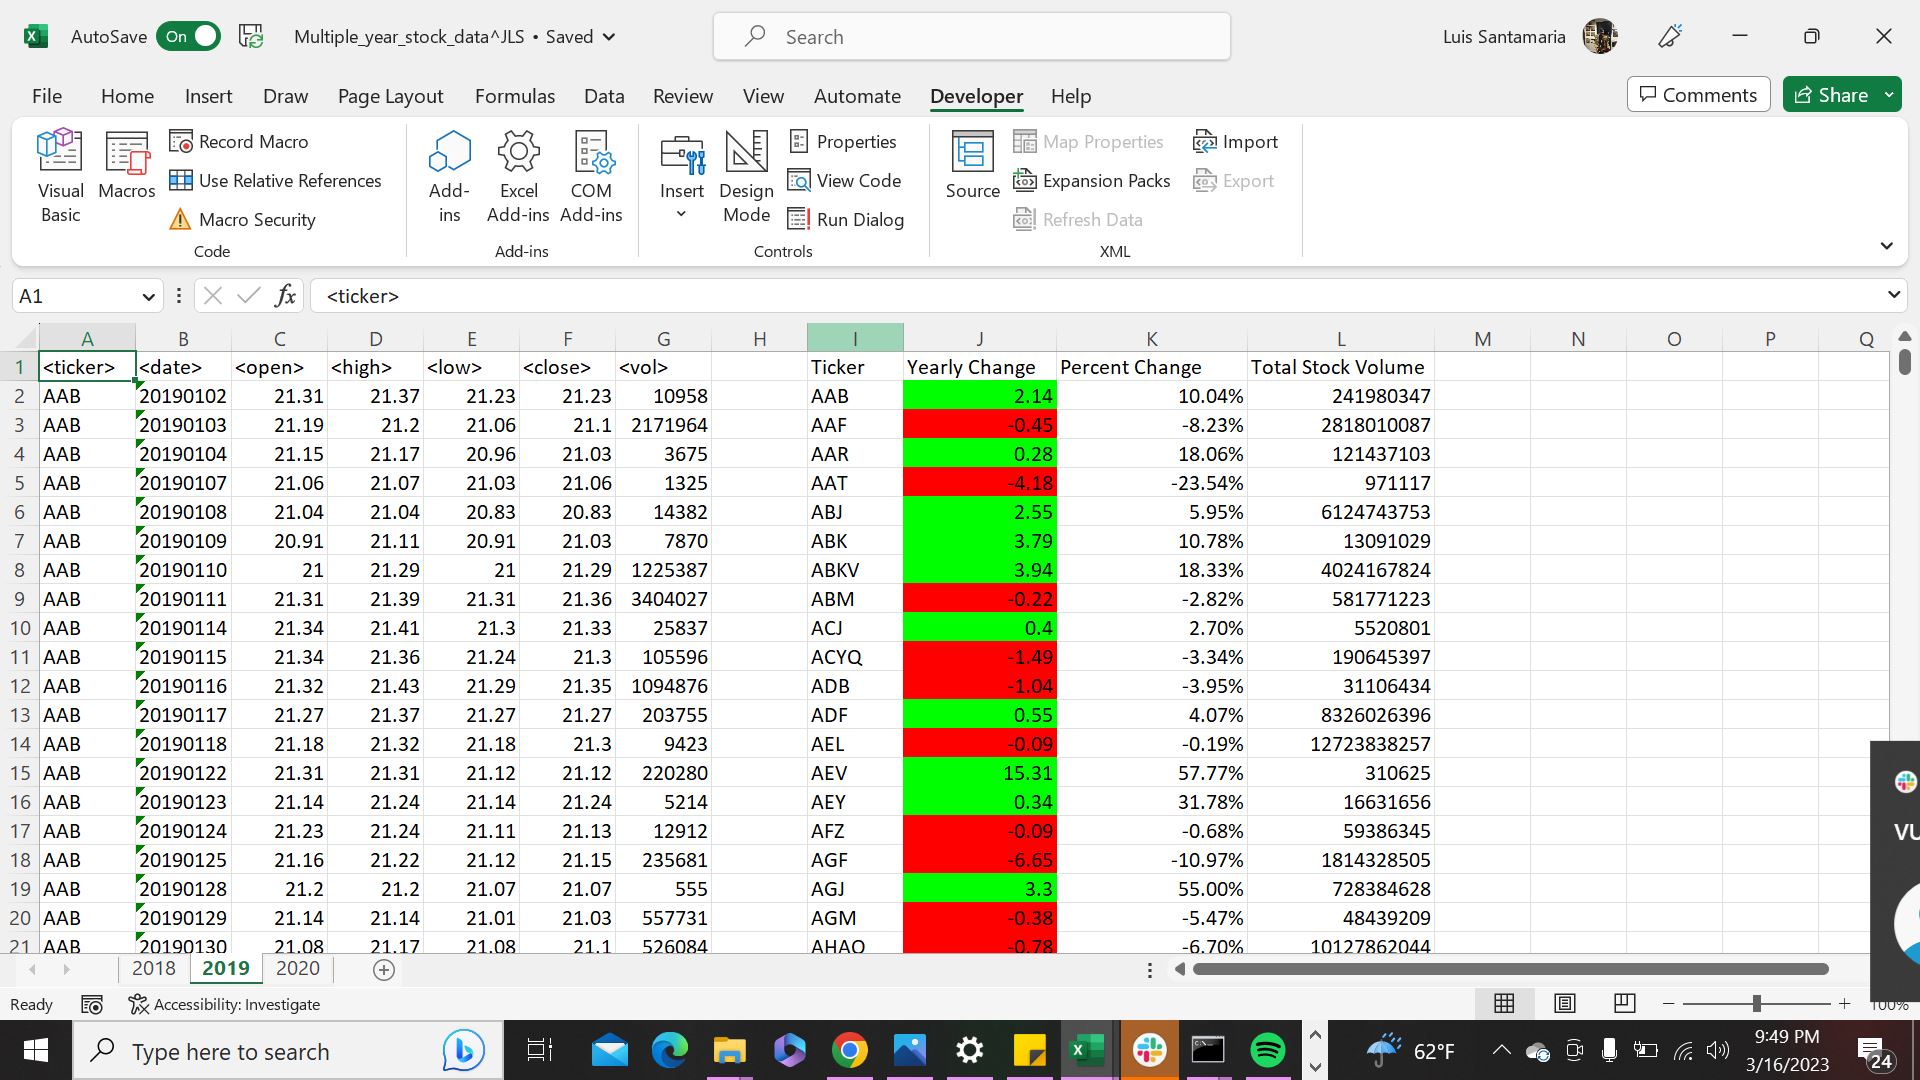 AutoSave On Multiple_year_stock_data^JLS • Saved Search Luis Santamaria
File Home Insert Draw Page Layout Formulas Data Review View Automate Developer Help Comments Share
Visual Basic
Macros
Record Macro
Use Relative References
Macro Security
Code
Add-ins
Excel Add-ins
COM Add-ins
Add-ins
Insert
Design Mode
Properties
View Code
Run Dialog
Controls
Source
Map Properties
Expansion Packs
Refresh Data
Import
Export
XML
A1 fx <ticker>
A B C D E F G H I J K L M N O P Q
1 <ticker> <date> <open> <high> <low> <close> <vol> Ticker Yearly Change Percent Change Total Stock Volume
2 AAB 20190102 21.31 21.37 21.23 21.23 10958 AAB 2.14 10.04% 241980347
3 AAB 20190103 21.19 21.2 21.06 21.1 2171964 AAF -0.45 -8.23% 2818010087
4 AAB 20190104 21.15 21.17 20.96 21.03 3675 AAR 0.28 18.06% 121437103
5 AAB 20190107 21.06 21.07 21.03 21.06 1325 AAT -4.18 -23.54% 971117
6 AAB 20190108 21.04 21.04 20.83 20.83 14382 ABJ 2.55 5.95% 6124743753
7 AAB 20190109 20.91 21.11 20.91 21.03 7870 ABK 3.79 10.78% 13091029
8 AAB 20190110 21 21.29 21 21.29 1225387 ABKV 3.94 18.33% 4024167824
9 AAB 20190111 21.31 21.39 21.31 21.36 3404027 ABM -0.22 -2.82% 581771223
10 AAB 20190114 21.34 21.41 21.3 21.33 25837 ACJ 0.4 2.70% 5520801
11 AAB 20190115 21.34 21.36 21.24 21.3 105596 ACYQ -1.49 -3.34% 190645397
12 AAB 20190116 21.32 21.43 21.29 21.35 1094876 ADB -1.04 -3.95% 31106434
13 AAB 20190117 21.27 21.37 21.27 21.27 203755 ADF 0.55 4.07% 8326026396
14 AAB 20190118 21.18 21.32 21.18 21.3 9423 AEL -0.09 -0.19% 12723838257
15 AAB 20190122 21.31 21.31 21.12 21.12 220280 AEV 15.31 57.77% 310625
16 AAB 20190123 21.14 21.24 21.14 21.24 5214 AEY 0.34 31.78% 16631656
17 AAB 20190124 21.23 21.24 21.11 21.13 12912 AFZ -0.09 -0.68% 59386345
18 AAB 20190125 21.16 21.22 21.12 21.15 235681 AGF -6.65 -10.97% 1814328505
19 AAB 20190128 21.2 21.2 21.07 21.07 555 AGJ 3.3 55.00% 728384628
20 AAB 20190129 21.14 21.14 21.01 21.03 557731 AGM -0.38 -5.47% 48439209
21 AAB 20190130 21.08 21.17 21.08 21.1 526084 AHAO -0.78 -6.70% 10127862044
VU
2018 2019 2020
Ready Accessibility: Investigate 100%
Type here to search 62°F 9:49 PM
3/16/2023 24